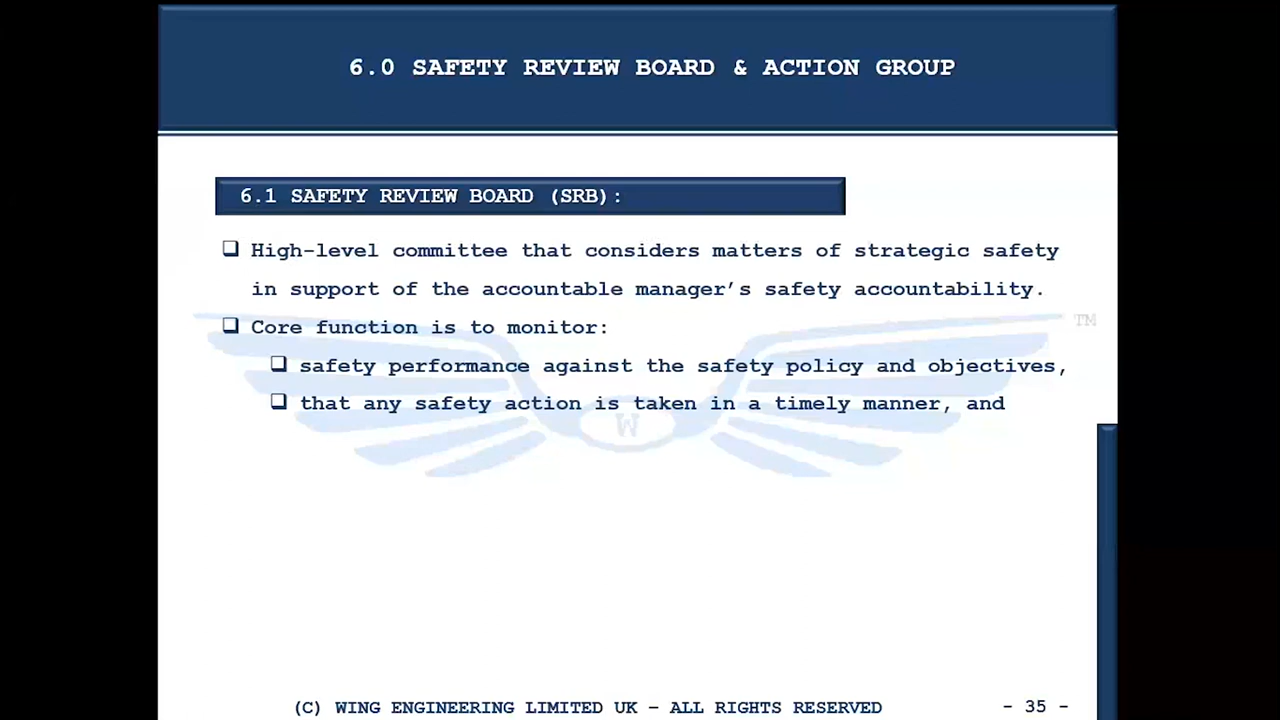 6.0 SAFETY REVIEW BOARD & ACTION GROUP
6.1 SAFETY REVIEW BOARD (SRB):
❑ High-level committee that considers matters of strategic safety
in support of the accountable manager’s safety accountability.
❑ Core function is to monitor:
TM
❑ safety performance against the safety policy and objectives,
❑ that any safety action is taken in a timely manner, and
W
(C) WING ENGINEERING LIMITED UK – ALL RIGHTS RESERVED
- 35 -